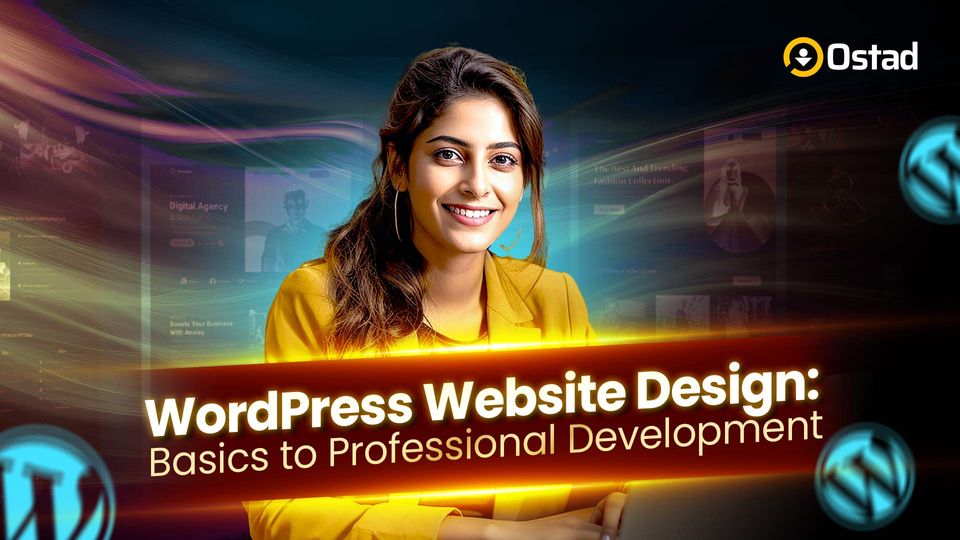 Ostad
The Best And Trending
Fashion Collection
Digital Agency
Boosts Your Business
With Analay
WordPress Website Design:
Basics to Professional Development